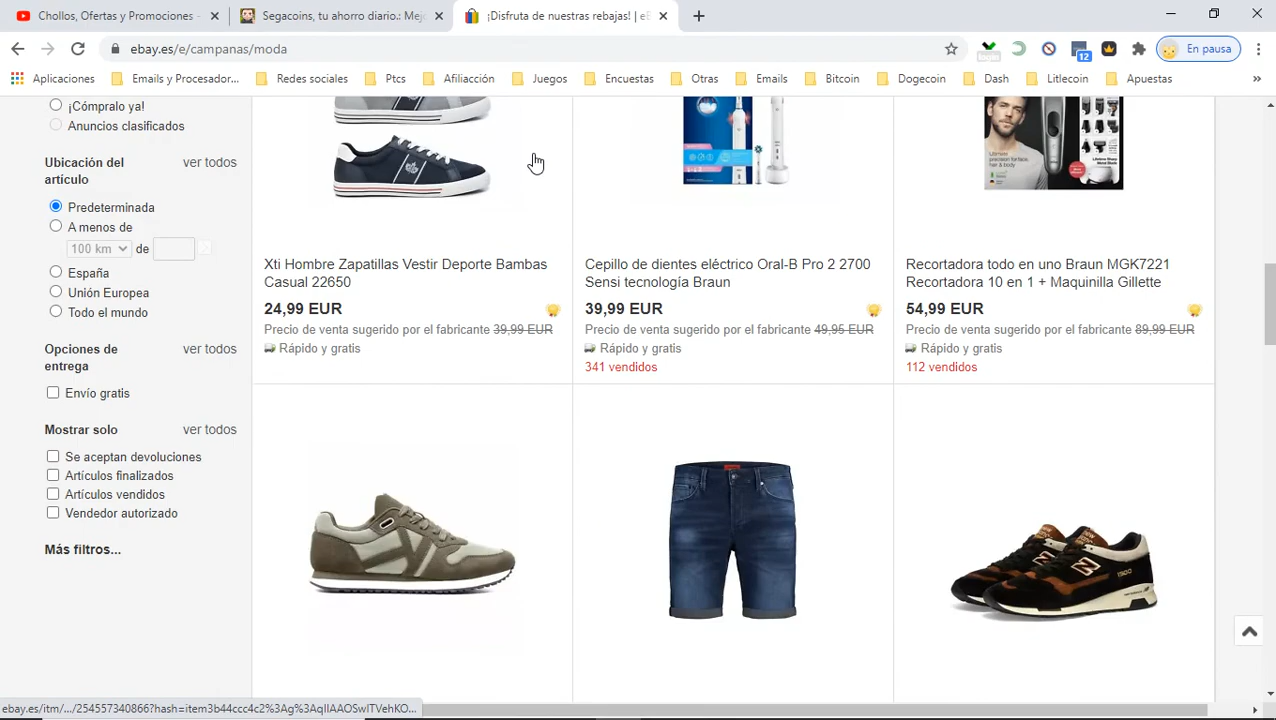 Chollos, Ofertas y Promociones -
Segacoins, tu ahorro diario.: Mej
¡Disfruta de nuestras rebajas! | eB
ebay.es/e/campanas/moda
12
En pausa
Aplicaciones
Emails y Procesador...
Redes sociales
Ptcs
Afiliacción
Juegos
Encuestas
Otras
Emails
Bitcoin
Dogecoin
Dash
Litlecoin
Apuestas
»
¡Cómpralo ya!
Anuncios clasificados
Ubicación del
artículo
ver todos
Predeterminada
A menos de
100 km
de
España
Unión Europea
Todo el mundo
Opciones de
entrega
ver todos
Envío gratis
Mostrar solo
ver todos
Se aceptan devoluciones
Artículos finalizados
Artículos vendidos
Vendedor autorizado
Más filtros...
Xti Hombre Zapatillas Vestir Deporte Bambas
Casual 22650
24,99 EUR
Precio de venta sugerido por el fabricante 39,99 EUR
Rápido y gratis
Cepillo de dientes eléctrico Oral-B Pro 2 2700
Sensi tecnología Braun
39,99 EUR
Precio de venta sugerido por el fabricante 49,95 EUR
Rápido y gratis
341 vendidos
Recortadora todo en uno Braun MGK7221
Recortadora 10 en 1 + Maquinilla Gillette
54,99 EUR
Precio de venta sugerido por el fabricante 89,99 EUR
Rápido y gratis
112 vendidos
ebay.es/itm/.../254557340866?hash=item3b44ccc4c2%3Ag%3AqIIAAOSwITVehKO...